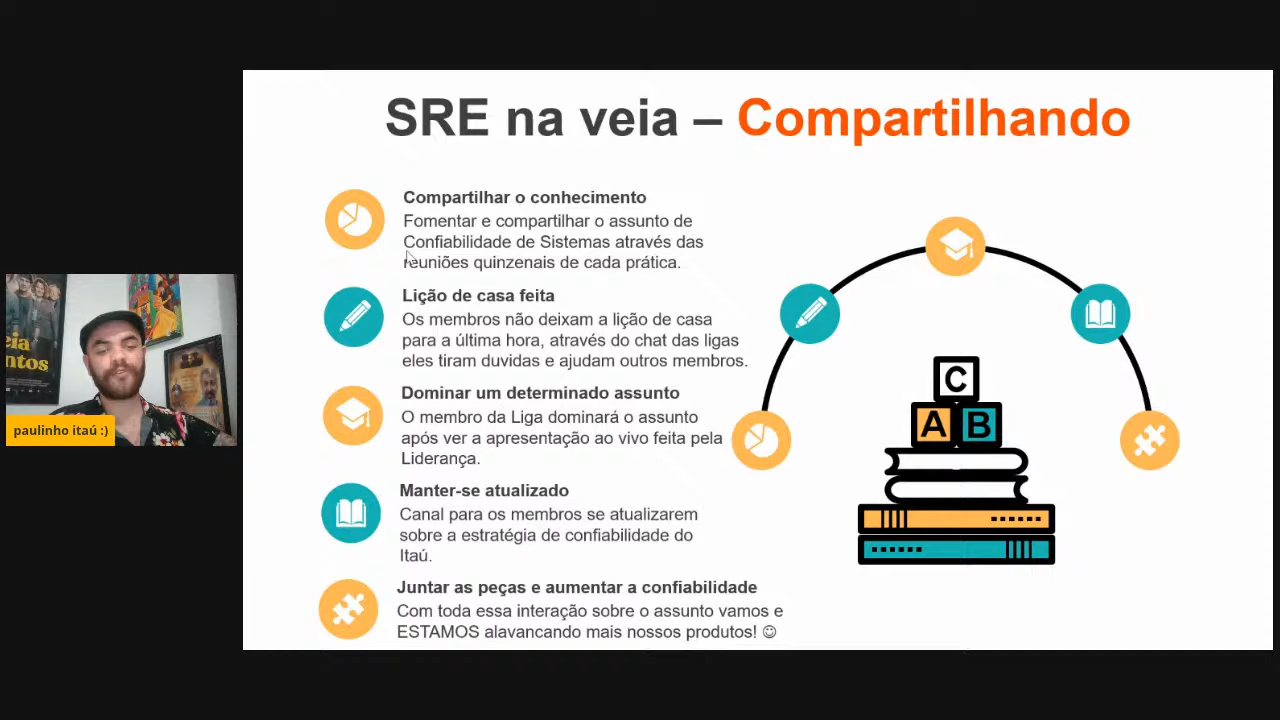 SRE na veia – Compartilhando
Compartilhar o conhecimento
Fomentar e compartilhar o assunto de
Confiabilidade de Sistemas através das
reuniões quinzenais de cada prática.
Lição de casa feita
Os membros não deixam a lição de casa
para a última hora, através do chat das ligas
eles tiram duvidas e ajudam outros membros.
Dominar um determinado assunto
O membro da Liga dominará o assunto
após ver a apresentação ao vivo feita pela
Liderança.
Manter-se atualizado
Canal para os membros se atualizarem
sobre a estratégia de confiabilidade do
Itaú.
Juntar as peças e aumentar a confiabilidade
Com toda essa interação sobre o assunto vamos e
ESTAMOS alavancando mais nossos produtos! ☺
C
A B
eia
ntos
paulinho itaú :)